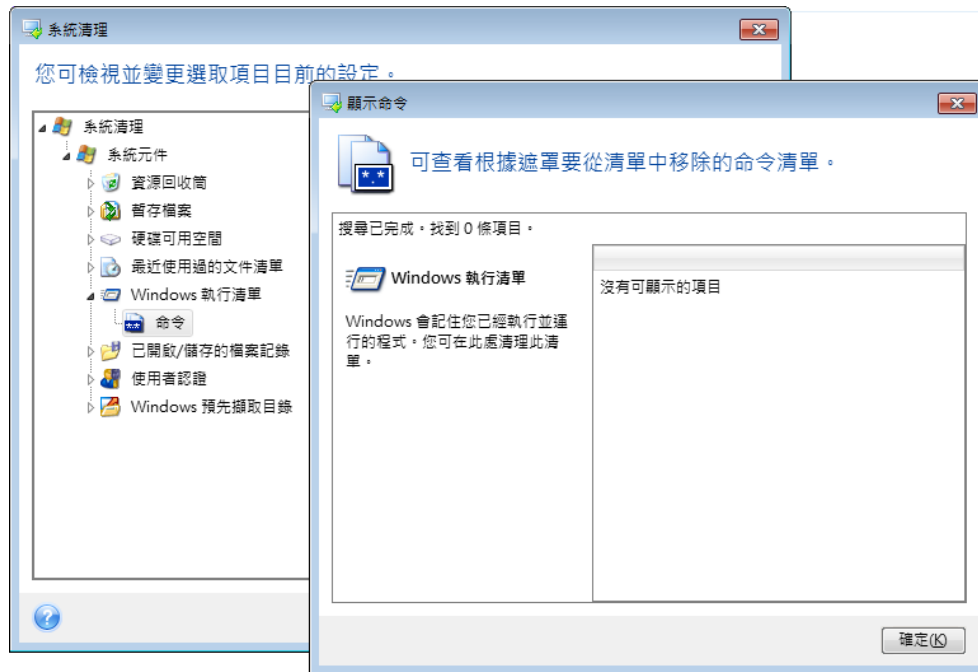 系統清理
您可檢視並變更選取項目目前的設定。
系統清理
系統元件
資源回收筒
暫存檔案
硬碟可用空間
最近使用過的文件清單
Windows 執行清單
命令
已開啟/儲存的檔案記錄
使用者認證
Windows 預先擷取目錄
顯示命令
可查看根據遮罩要從清單中移除的命令清單。
搜尋已完成。找到 0 條項目。
Windows 執行清單
Windows 會記住您已經執行並運
行的程式。您可在此處清理此清
單。
沒有可顯示的項目
確定(K)